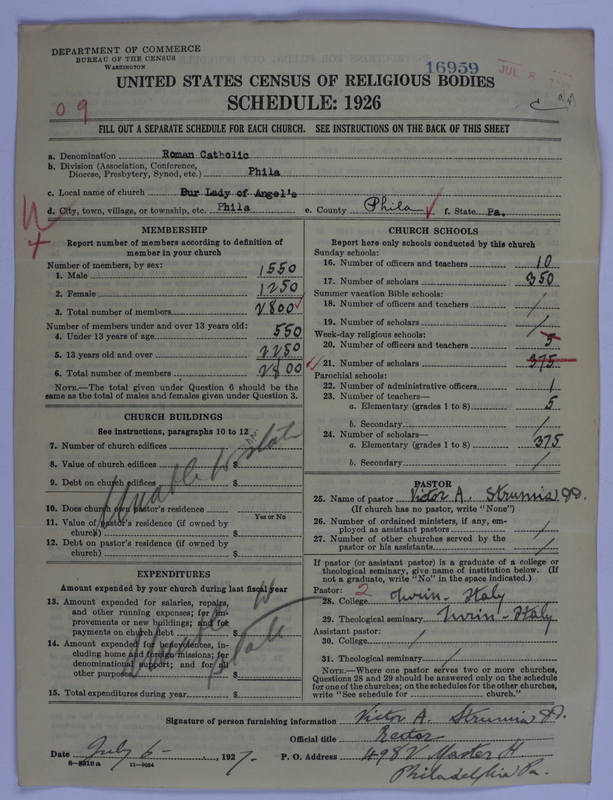 DEPARTMENT OF COMMERCE
BUREAU OF THE CENSUS
WASHINGTON
16959
JUL 8
UNITED STATES CENSUS OF RELIGIOUS BODIES
09
SCHEDULE: 1926
FILL OUT A SEPARATE SCHEDULE FOR EACH CHURCH. SEE INSTRUCTIONS ON THE BACK OF THIS SHEET
a. Denomination Roman Catholic
b. Division (Association, Conference, Diocese, Presbytery, Synod, etc.) Phila
c. Local name of church Our Lady of Angel's
d. City, town, village, or township, etc. Phila e. County Phila f. State Pa.
MEMBERSHIP
Report number of members according to definition of
member in your church
Number of members, by sex:
1. Male 1550
2. Female 1250
3. Total number of members 2800
Number of members under and over 13 years old:
4. Under 13 years of age 550
5. 13 years old and over 2250
6. Total number of members 2800
NOTE.—The total given under Question 6 should be
same as the total of males and females given under Question 3.
CHURCH BUILDINGS
See instructions, paragraphs 10 to 12
7. Number of church edifices
8. Value of church edifices $
9. Debt on church edifices $
Unable to state
10. Does church own pastor's residence
Yes or No
11. Value of pastor's residence (if owned by
church) $
12. Debt on pastor's residence (if owned by
church) $
EXPENDITURES
Amount expended by your church during last fiscal year
13. Amount expended for salaries, repairs,
and other running expenses; for improvements
or new buildings; and for
payments on church debt $
Unable to state
14. Amount expended for benevolences,
including home and foreign missions; for
denominational support; and for all
other purposes $
15. Total expenditures during year $
CHURCH SCHOOLS
Report here only schools conducted by this church
Sunday schools:
16. Number of officers and teachers 10
17. Number of scholars 350
Summer vacation Bible schools:
18. Number of officers and teachers /
19. Number of scholars /
Week-day religious schools:
20. Number of officers and teachers 5
21. Number of scholars 375
Parochial schools:
22. Number of administrative officers 1
23. Number of teachers—
a. Elementary (grades 1 to 8) 5
b. Secondary /
24. Number of scholars—
a. Elementary (grades 1 to 8) 375
b. Secondary /
PASTOR
25. Name of pastor Victor A. Strumia
(If church has no pastor, write "None")
26. Number of ordained ministers, if any, employed
as assistant pastors /
27. Number of other churches served by the
pastor or his assistants /
If pastor (or assistant pastor) is a graduate of a college or
theological seminary, give name of institution below. (If
not a graduate, write "No" in the space indicated.)
Pastor: 2
28. College Turin - Italy
29. Theological seminary Turin - Italy
Assistant pastor:
30. College /
31. Theological seminary /
NOTE.—Where one pastor serves two or more churches,
Questions 28 and 29 should be answered only on the schedule
for one of the churches; on the schedules for the other churches,
write "See schedule for church."
Signature of person furnishing information Victor A. Strumia
Official title Rector
Date July 6- , 1927. P. O. Address Master
Philadelphia Pa.
11-9054